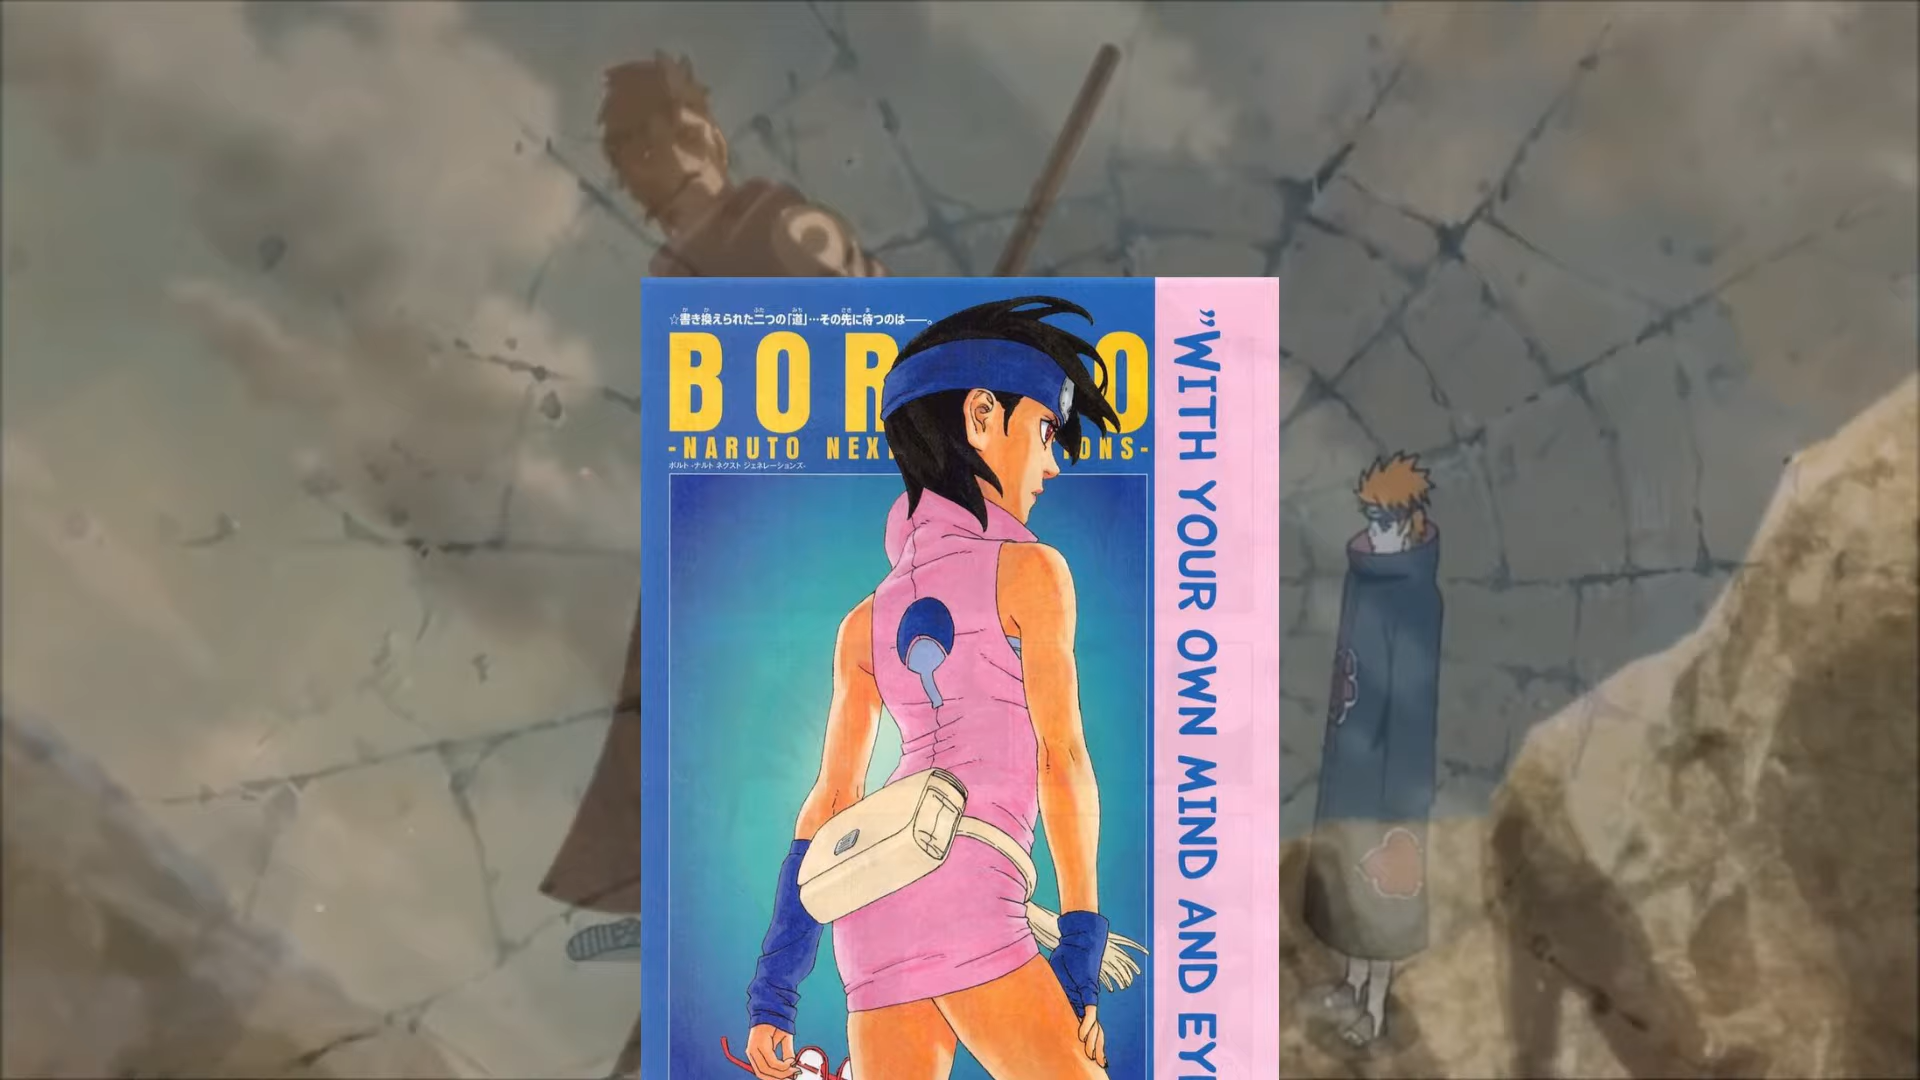 ☆書き換えられた二つの「道」…その先に待つのは──。
BOR O
-NARUTO NEX IONS-
ボルト -ナルト ネクスト ジェネレーションズ-
"WITH YOUR OWN MIND AND EY